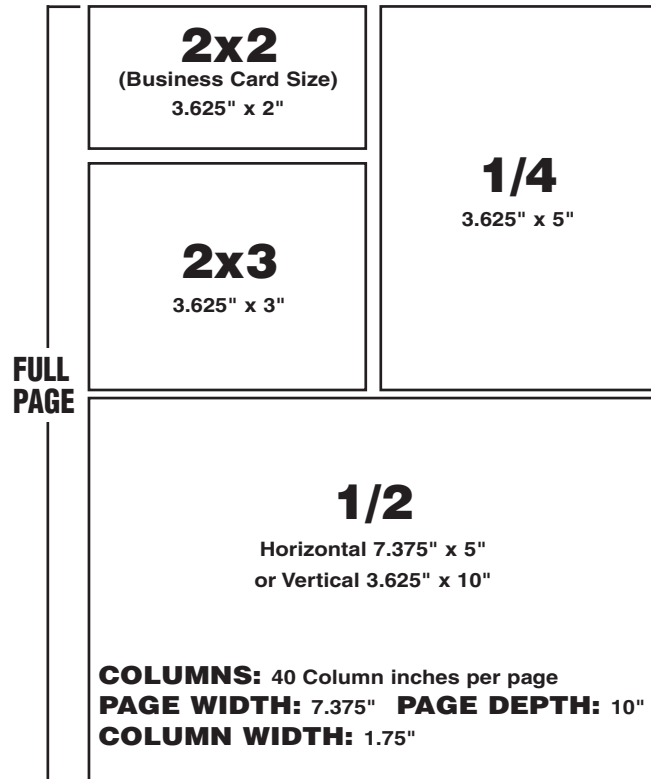 2x2
(Business Card Size)
3.625" x 2"
1/4
3.625" x 5"
2x3
3.625" x 3"
FULL
PAGE
1/2
Horizontal 7.375" x 5"
or Vertical 3.625" x 10"
COLUMNS: 40 Column inches per page
PAGE WIDTH: 7.375" PAGE DEPTH: 10"
COLUMN WIDTH: 1.75"